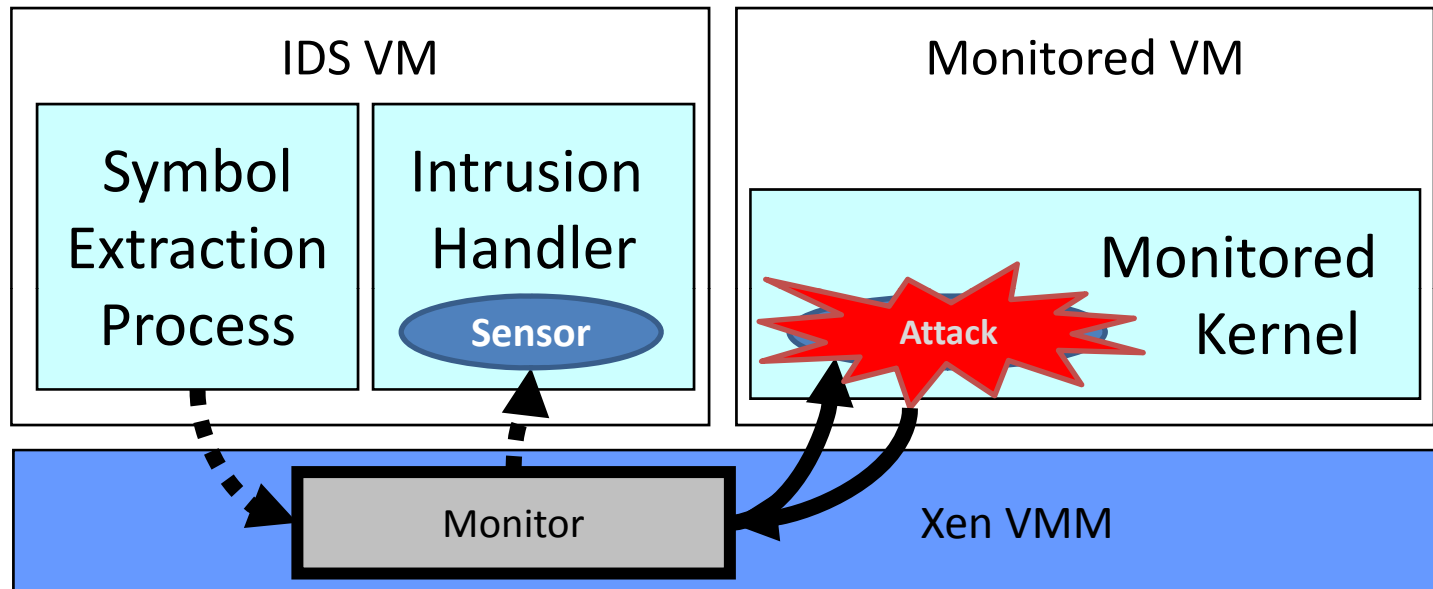 IDS VM
Symbol
Extraction
Process
Intrusion
Handler
Sensor
Monitored VM
Monitored
Kernel
Attack
Monitor
Xen VMM